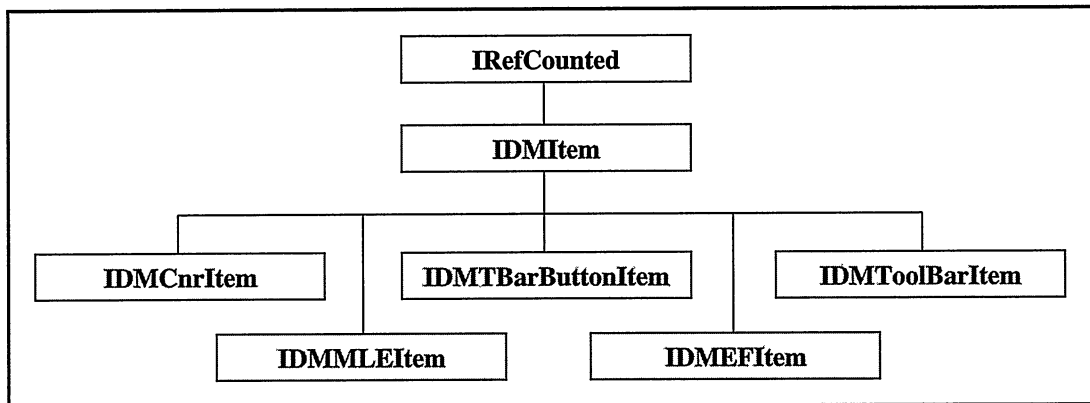 IRefCounted
IDMItem
IDMCnrItem
IDMTBarButtonItem
IDMToolBarItem
IDMMLEItem
IDMEFItem